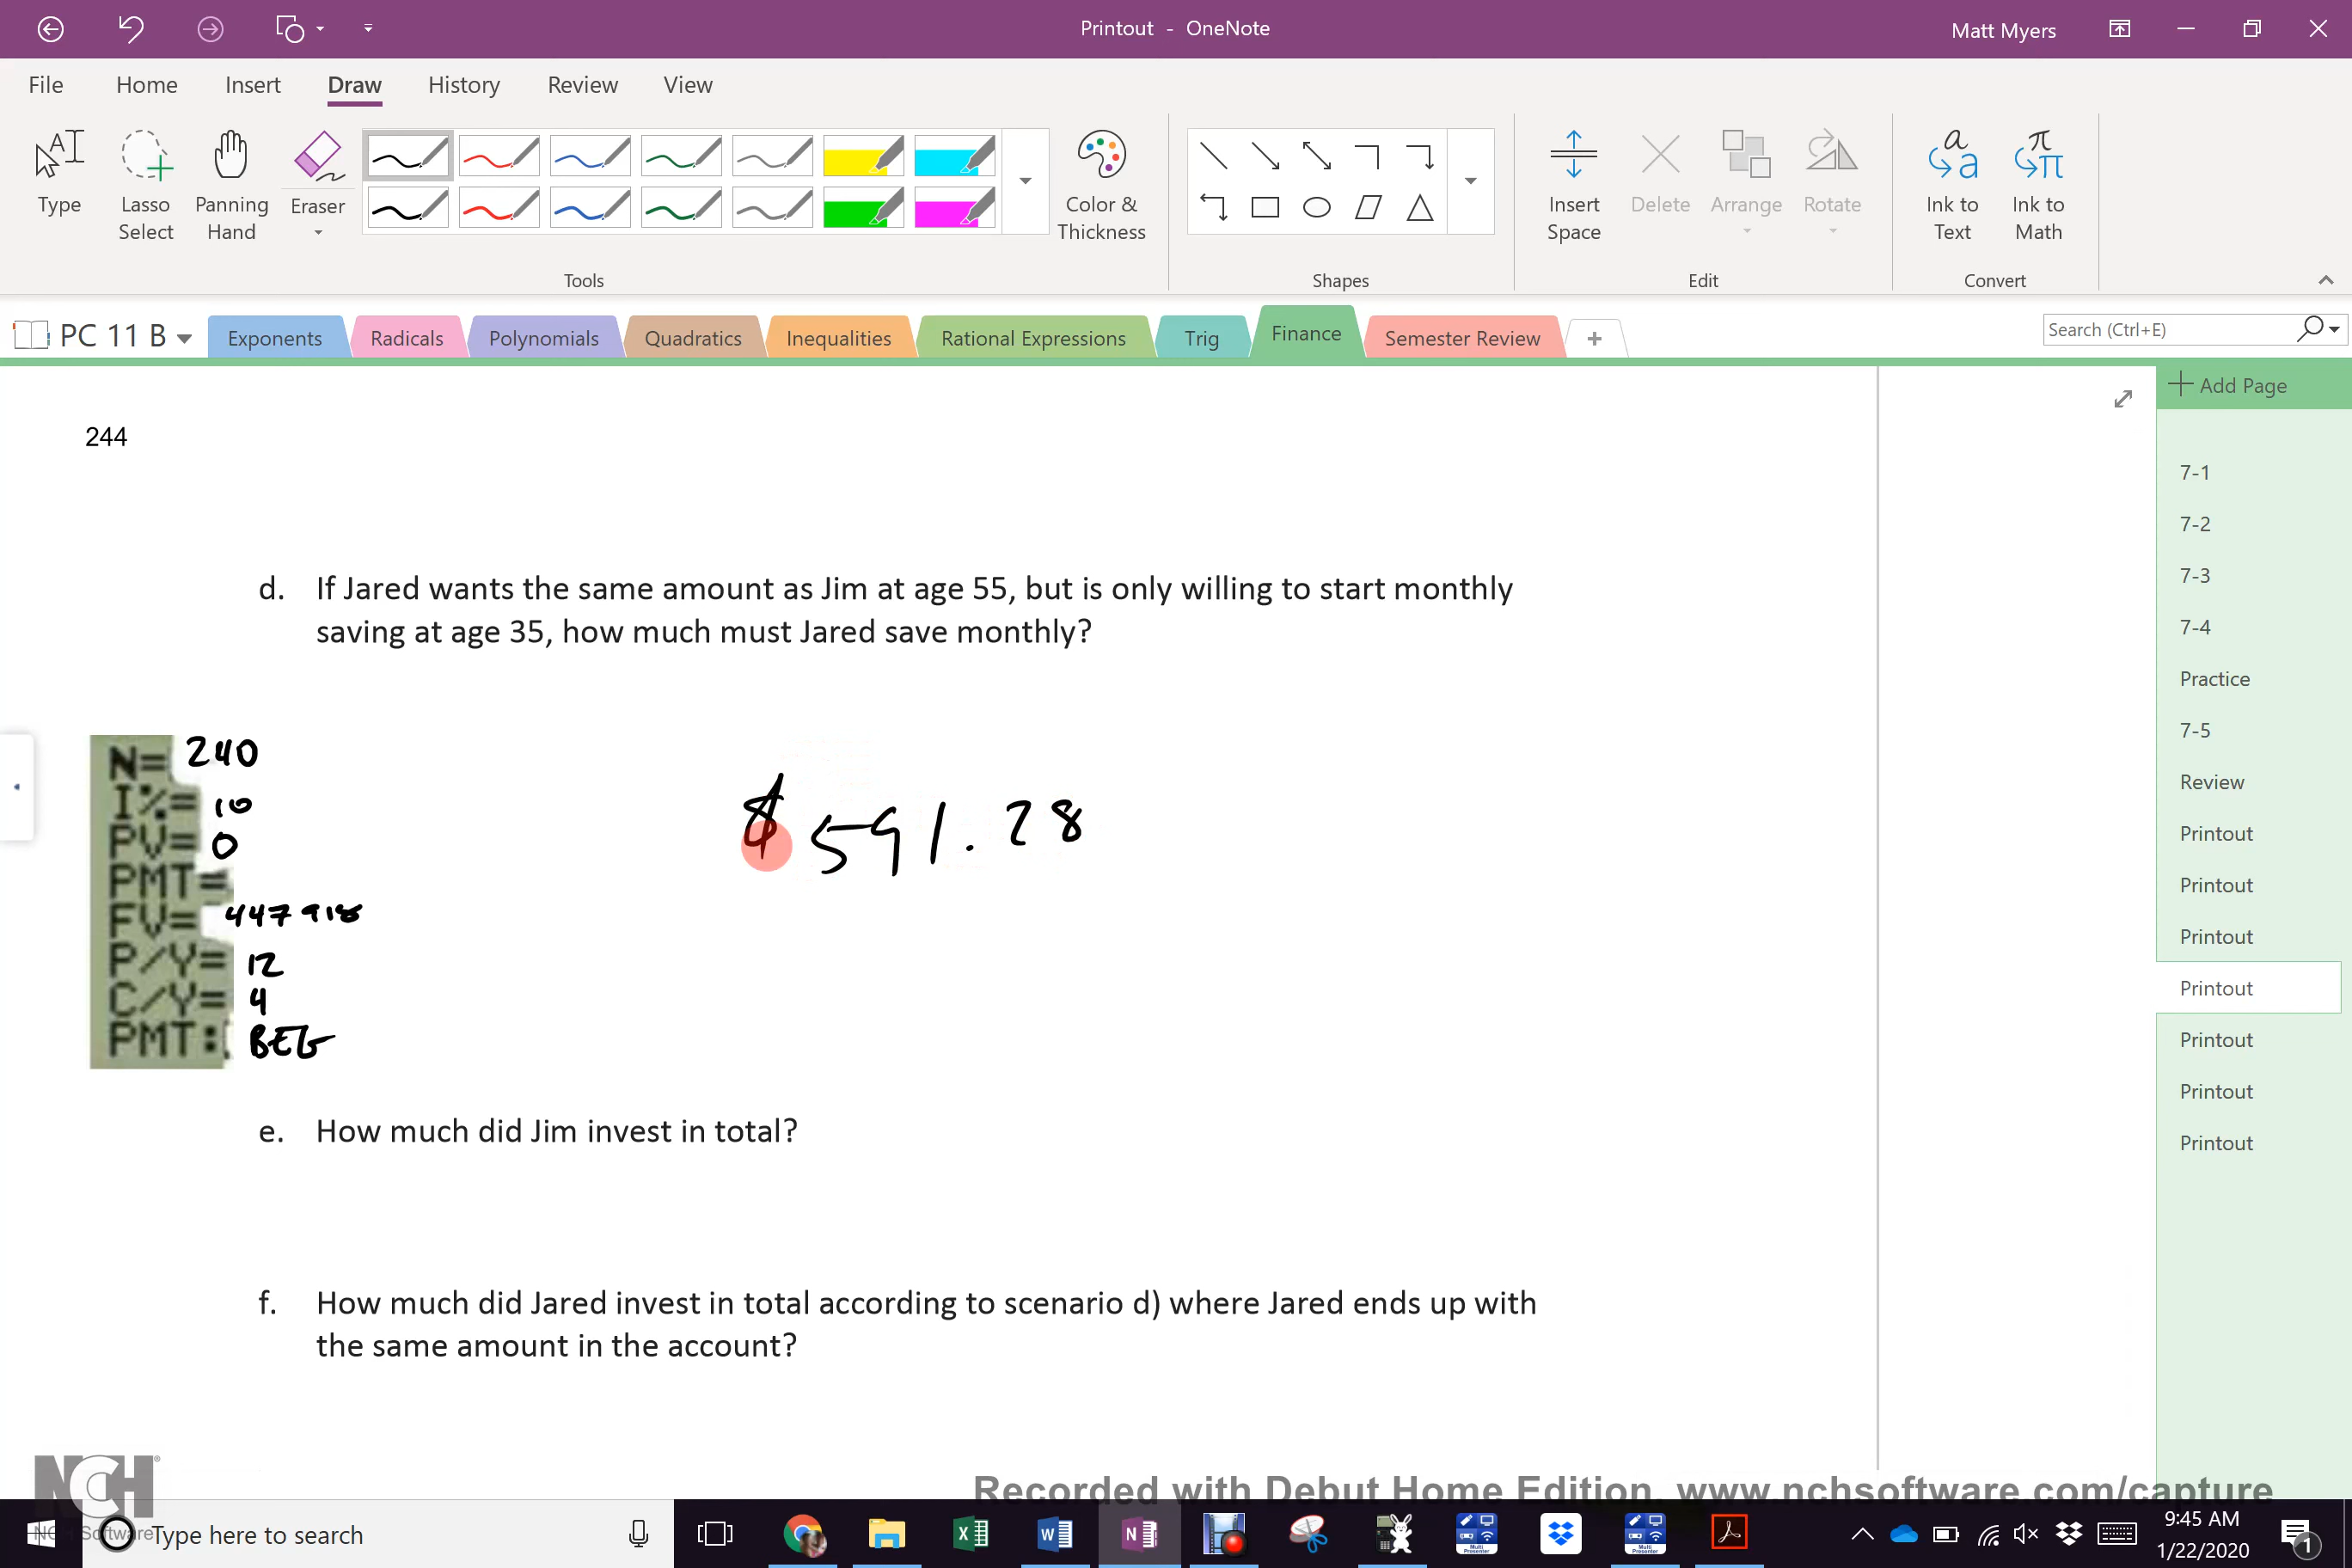 Printout - OneNote
Matt Myers
File Home Insert Draw History Review View
Type
Lasso Select
Panning Hand
Eraser
Color & Thickness
Insert Space
Delete
Arrange
Rotate
Ink to Text
Ink to Math
Tools Shapes Edit Convert
PC 11 B Exponents Radicals Polynomials Quadratics Inequalities Rational Expressions Trig Finance Semester Review +
Search (Ctrl+E)
Add Page
7-1
7-2
7-3
7-4
Practice
7-5
Review
Printout
Printout
Printout
Printout
Printout
Printout
Printout
244
d. If Jared wants the same amount as Jim at age 55, but is only willing to start monthly
saving at age 35, how much must Jared save monthly?
N= 240
I%= 10
PV= 0
PMT=
FV= 447918
P/Y= 12
C/Y= 4
PMT: BEG
$591.28
e. How much did Jim invest in total?
f. How much did Jared invest in total according to scenario d) where Jared ends up with
the same amount in the account?
NCH
NCH Software
Recorded with Debut Home Edition. www.nchsoftware.com/capture
Type here to search
9:45 AM
1/22/2020
1